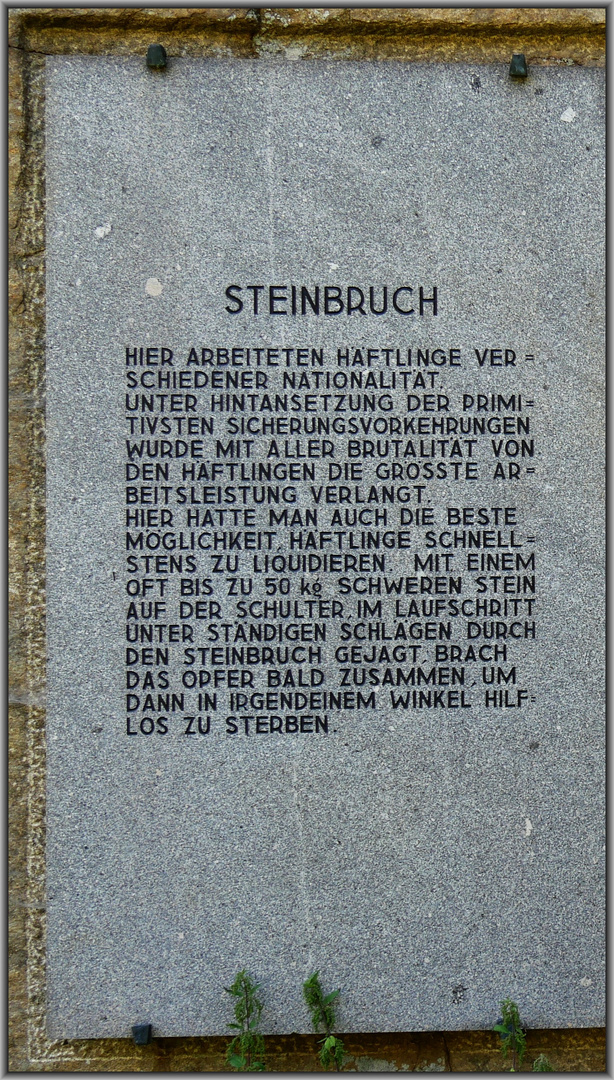 STEINBRUCH
HIER ARBEITETEN HÄFTLINGE VER=
SCHIEDENER NATIONALITÄT.
UNTER HINTANSETZUNG DER PRIMI=
TIVSTEN SICHERUNGSVORKEHRUNGEN
WURDE MIT ALLER BRUTALITÄT VON
DEN HÄFTLINGEN DIE GRÖSSTE AR=
BEITSLEISTUNG VERLANGT.
HIER HATTE MAN AUCH DIE BESTE
MÖGLICHKEIT, HÄFTLINGE SCHNELL=
STENS ZU LIQUIDIEREN. MIT EINEM
OFT BIS ZU 50 kg SCHWEREN STEIN
AUF DER SCHULTER, IM LAUFSCHRITT
UNTER STÄNDIGEN SCHLÄGEN DURCH
DEN STEINBRUCH GEJAGT, BRACH
DAS OPFER BALD ZUSAMMEN, UM
DANN IN IRGENDEINEM WINKEL HILF=
LOS ZU STERBEN.